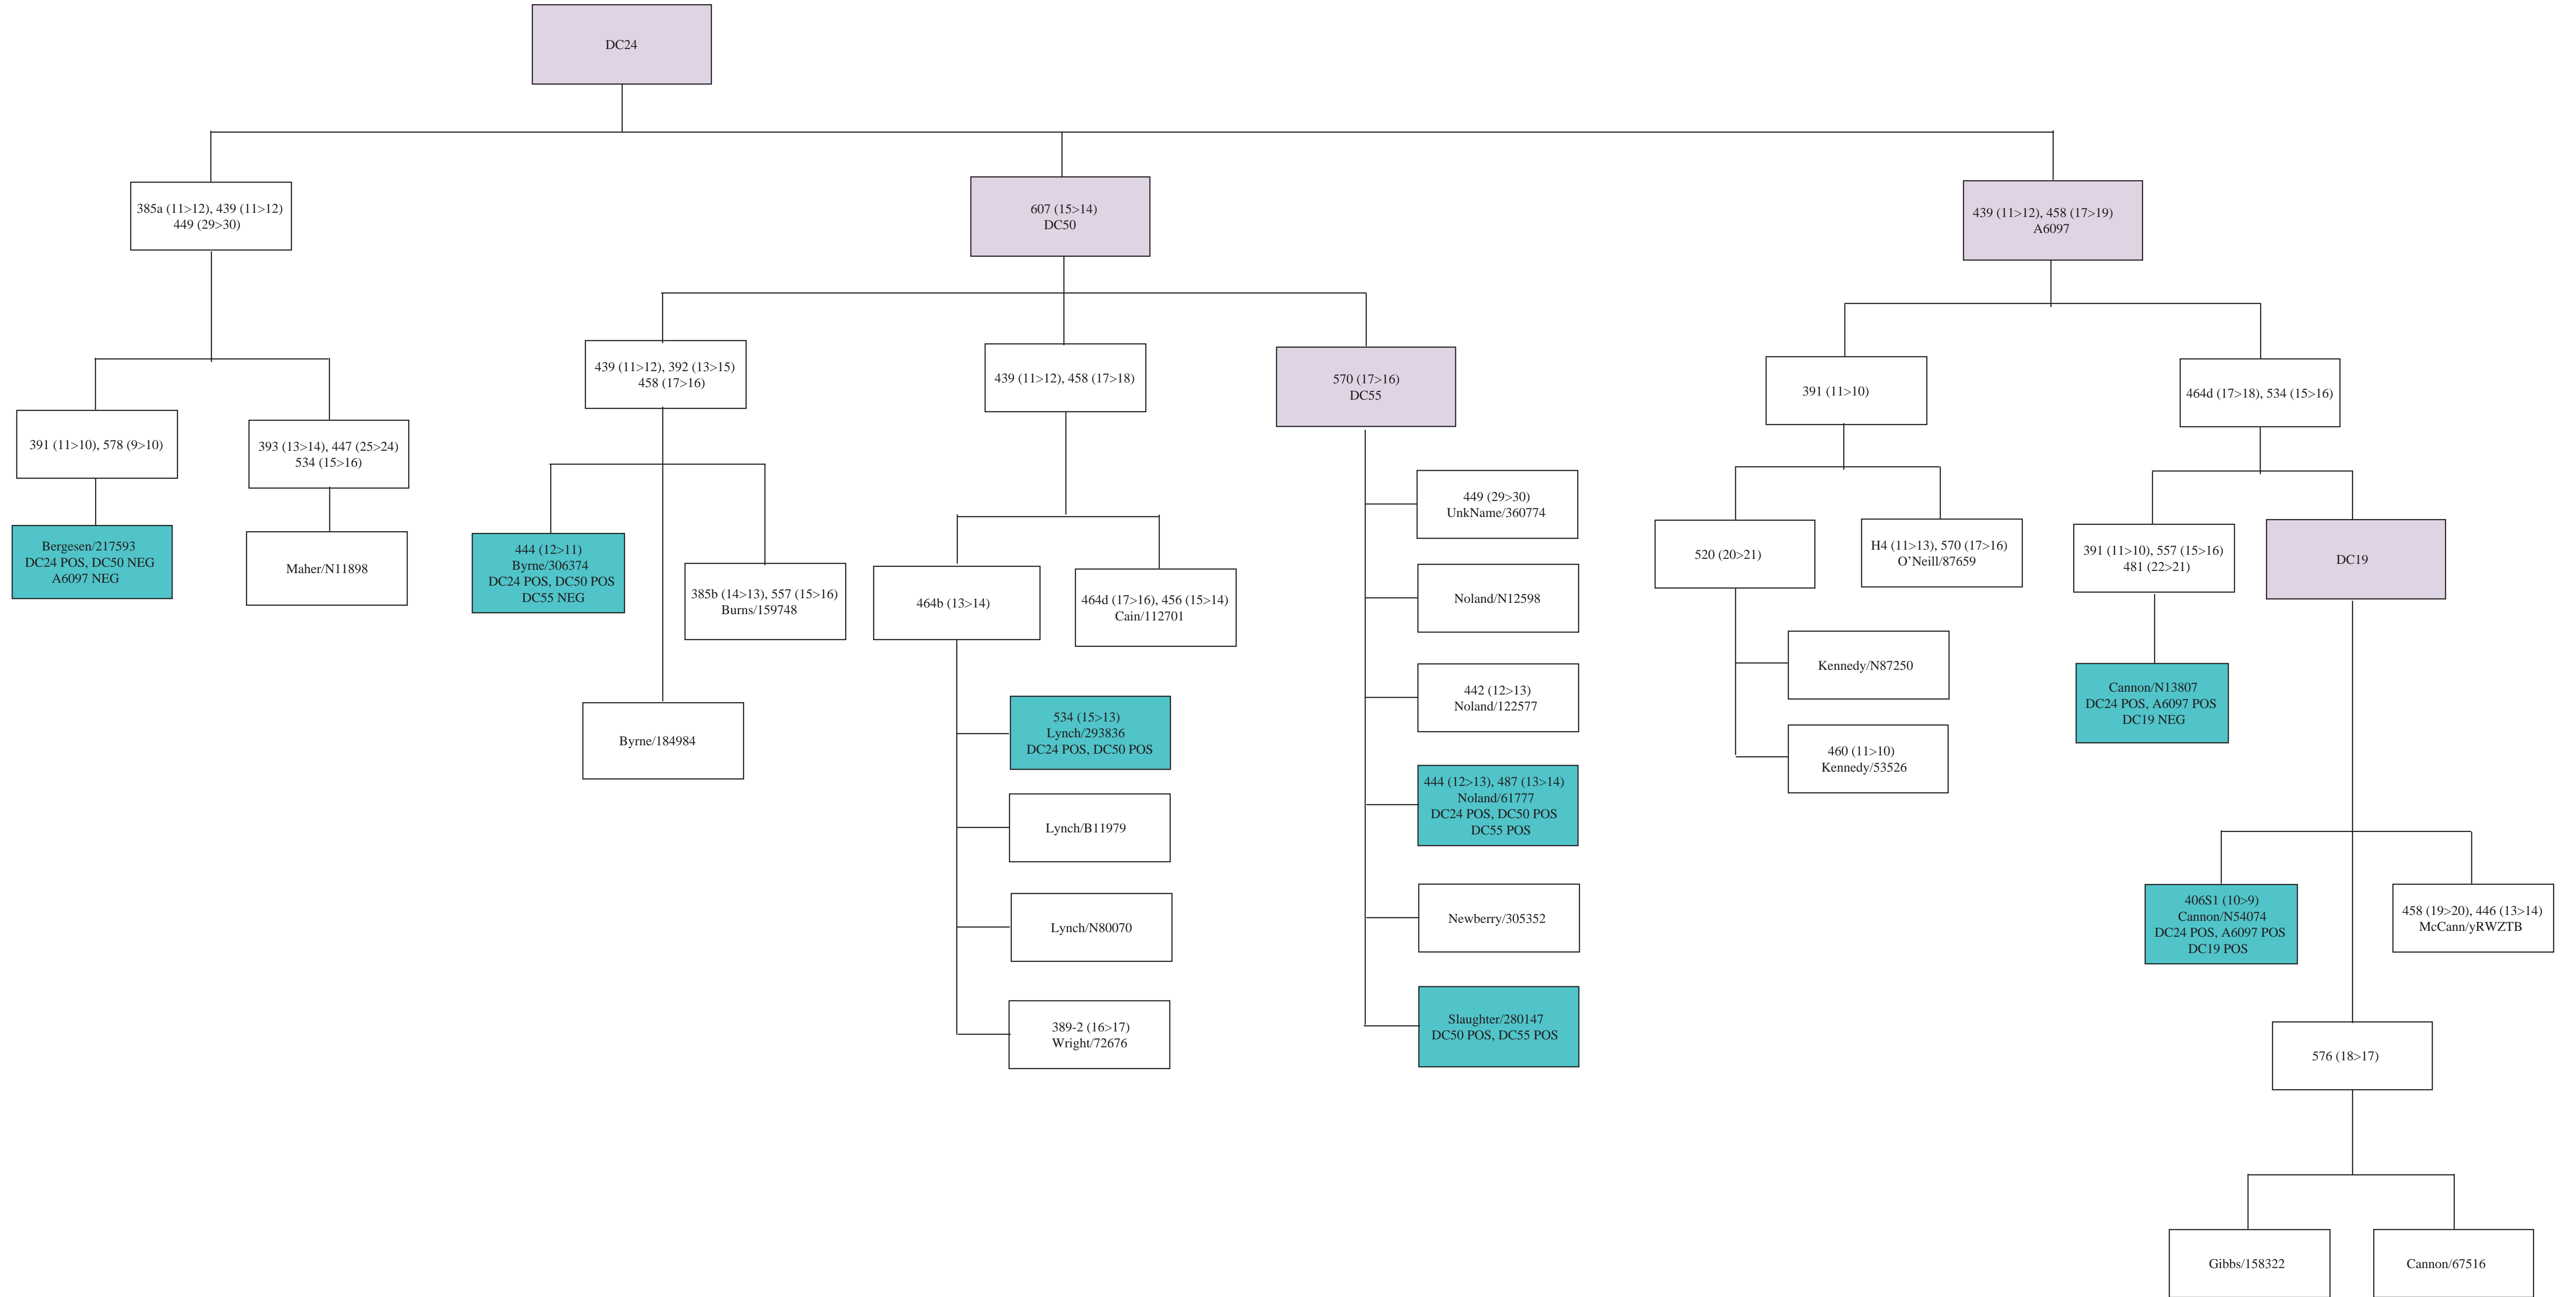 DC24
385a (11>12), 439 (11>12)
449 (29>30)
607 (15>14)
DC50
439 (11>12), 458 (17>19)
A6097
439 (11>12), 392 (13>15)
458 (17>16)
439 (11>12), 458 (17>18)
570 (17>16)
DC55
391 (11>10)
464d (17>18), 534 (15>16)
391 (11>10), 578 (9>10)
393 (13>14), 447 (25>24)
534 (15>16)
Bergesen/217593
DC24 POS, DC50 NEG
A6097 NEG
Maher/N11898
444 (12>11)
Byrne/306374
DC24 POS, DC50 POS
DC55 NEG
385b (14>13), 557 (15>16)
Burns/159748
Byrne/184984
464b (13>14)
464d (17>16), 456 (15>14)
Cain/112701
534 (15>13)
Lynch/293836
DC24 POS, DC50 POS
Lynch/B11979
Lynch/N80070
389-2 (16>17)
Wright/72676
449 (29>30)
UnkName/360774
Noland/N12598
442 (12>13)
Noland/122577
444 (12>13), 487 (13>14)
Noland/61777
DC24 POS, DC50 POS
DC55 POS
Newberry/305352
Slaughter/280147
DC50 POS, DC55 POS
520 (20>21)
H4 (11>13), 570 (17>16)
O’Neill/87659
Kennedy/N87250
460 (11>10)
Kennedy/53526
391 (11>10), 557 (15>16)
481 (22>21)
DC19
Cannon/N13807
DC24 POS, A6097 POS
DC19 NEG
406S1 (10>9)
Cannon/N54074
DC24 POS, A6097 POS
DC19 POS
458 (19>20), 446 (13>14)
McCann/yRWZTB
576 (18>17)
Gibbs/158322
Cannon/67516